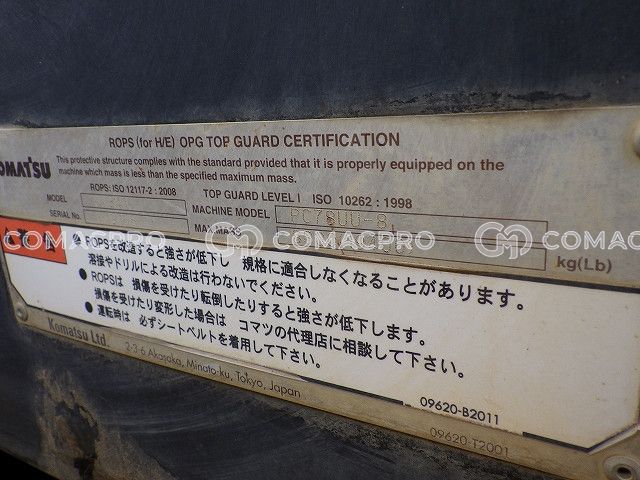 ROPS (for H/E) OPG TOP GUARD CERTIFICATION
KOMATSU
This protective structure complies with the standard provided that it is properly equipped on the
machine which mass is less than the specified maximum mass.
ROPS: ISO 12117-2 : 2008 TOP GUARD LEVEL I ISO 10262 : 1998
MODEL
MACHINE MODEL PC78UU-8
SERIAL No.
MAX.MASS
kg(Lb)
COMACPRO COMACPRO COMACPRO
● ROPSを改造すると強さが低下し 規格に適合しなくなることがあります。
溶接やドリルによる改造は行わないでください。
● ROPSは 損傷を受けたり転倒したりすると強さが低下します。
損傷を受けたり変形した場合は コマツの代理店に相談して下さい。
● 運転時は 必ずシートベルトを着用して下さい。
Komatsu Ltd.
2-3-6 Akasaka, Minato-ku, Tokyo, Japan
09620-B2011
09620-T2001